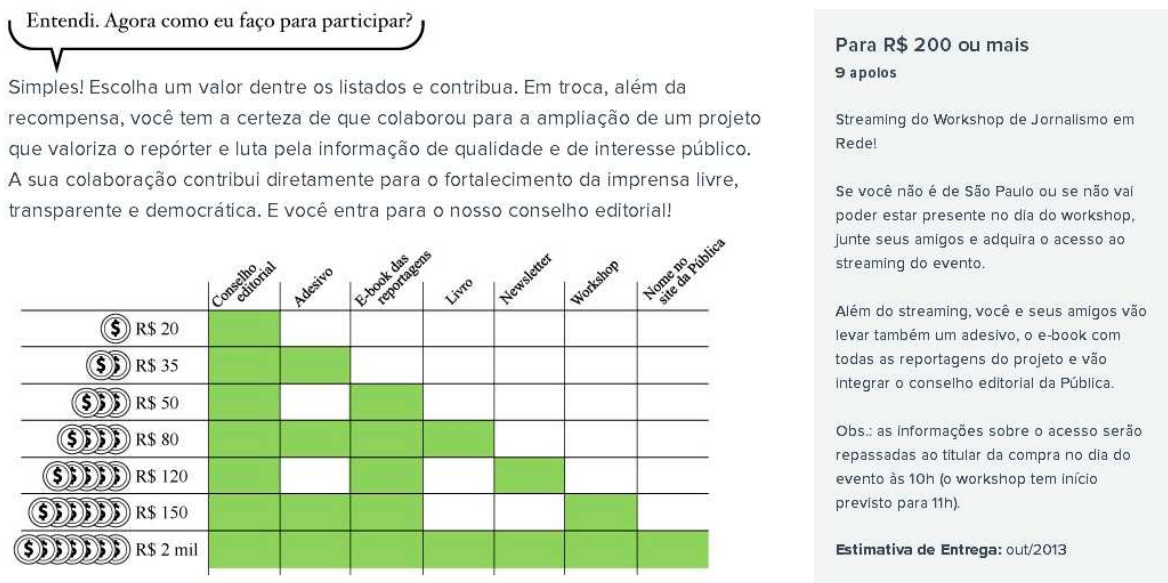 Entendi. Agora como eu faço para participar?
Simples! Escolha um valor dentre os listados e contribua. Em troca, além da
recompensa, você tem a certeza de que colaborou para a ampliação de um projeto
que valoriza o repórter e luta pela informação de qualidade e de interesse público.
A sua colaboração contribui diretamente para o fortalecimento da imprensa livre,
transparente e democrática. E você entra para o nosso conselho editorial!
Conselho
editorial
Adesivo
E-book das
reportagens
Livro
Newsletter
Workshop
Nome no
site da Pública
$ R$ 20
$ $ R$ 35
$ $ $ R$ 50
$ $ $ $ R$ 80
$ $ $ $ $ R$ 120
$ $ $ $ $ $ R$ 150
$ $ $ $ $ $ $ R$ 2 mil
Para R$ 200 ou mais
9 apoios
Streaming do Workshop de Jornalismo em
Rede!
Se você não é de São Paulo ou se não vai
poder estar presente no dia do workshop,
junte seus amigos e adquira o acesso ao
streaming do evento.
Além do streaming, você e seus amigos vão
levar também um adesivo, o e-book com
todas as reportagens do projeto e vão
integrar o conselho editorial da Pública.
Obs.: as informações sobre o acesso serão
repassadas ao titular da compra no dia do
evento às 10h (o workshop tem início
previsto para 11h).
Estimativa de Entrega: out/2013